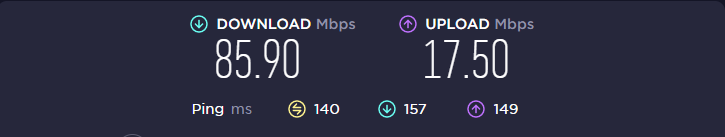 DOWNLOAD Mbps UPLOAD Mbps
85.90 17.50
Ping ms 140 157 149